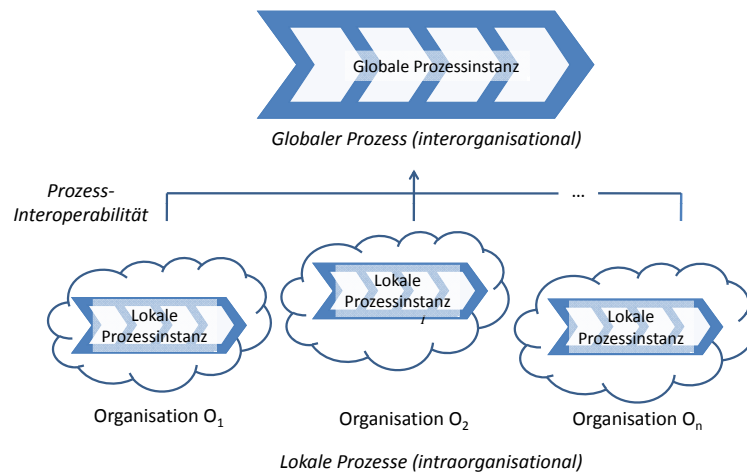 Globale Prozessinstanz
Globaler Prozess (interorganisational)
Prozess-
Interoperabilität
...
Lokale
Prozessinstanz
Lokale
Prozessinstanz
,
Lokale
Prozessinstanz
Organisation O1
Organisation O2
Organisation On
Lokale Prozesse (intraorganisational)